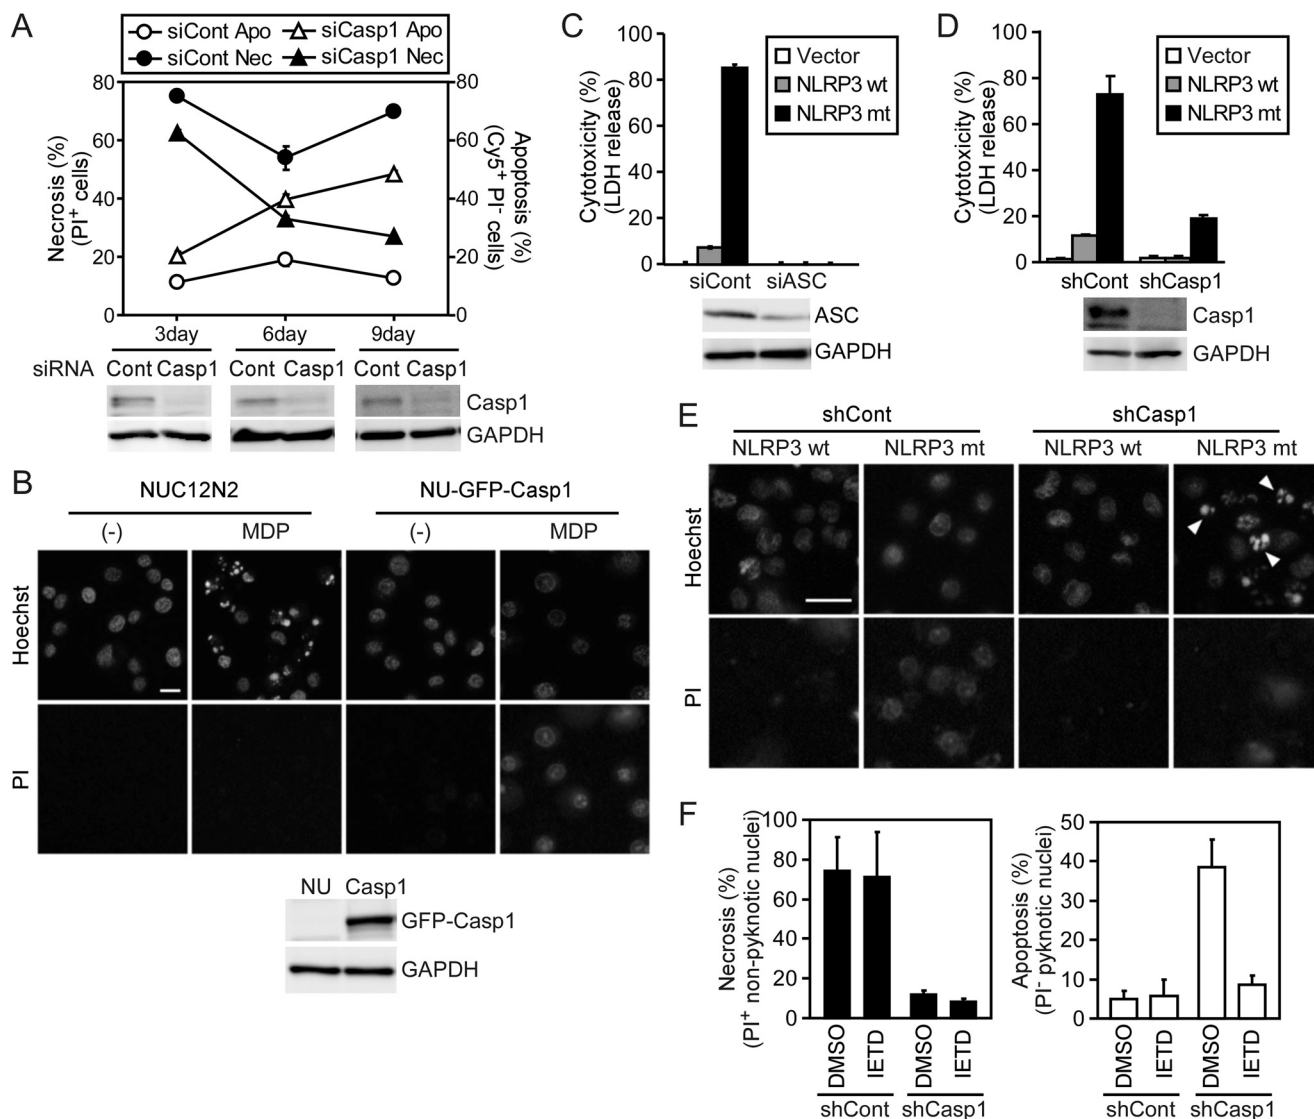 A
siCont Apo
siCasp1 Apo
siCont Nec
siCasp1 Nec
80
60
40
20
0
Necrosis (%)
(PI+ cells)
80
60
40
20
0
Apoptosis (%)
(Cy5+ PI- cells)
3day
6day
9day
siRNA
Cont Casp1
Cont Casp1
Cont Casp1
Casp1
GAPDH
B
NUC12N2
NU-GFP-Casp1
(-)
MDP
(-)
MDP
Hoechst
PI
NU Casp1
GFP-Casp1
GAPDH
C
100
80
60
40
20
0
Cytotoxicity (%)
(LDH release)
Vector
NLRP3 wt
NLRP3 mt
siCont
siASC
ASC
GAPDH
D
100
80
60
40
20
0
Cytotoxicity (%)
(LDH release)
Vector
NLRP3 wt
NLRP3 mt
shCont
shCasp1
Casp1
GAPDH
E
shCont
shCasp1
NLRP3 wt
NLRP3 mt
NLRP3 wt
NLRP3 mt
Hoechst
PI
F
100
80
60
40
20
0
Necrosis (%)
(PI+ non-pyknotic nuclei)
DMSO
IETD
DMSO
IETD
shCont
shCasp1
50
40
30
20
10
0
Apoptosis (%)
(PI- pyknotic nuclei)
DMSO
IETD
DMSO
IETD
shCont
shCasp1